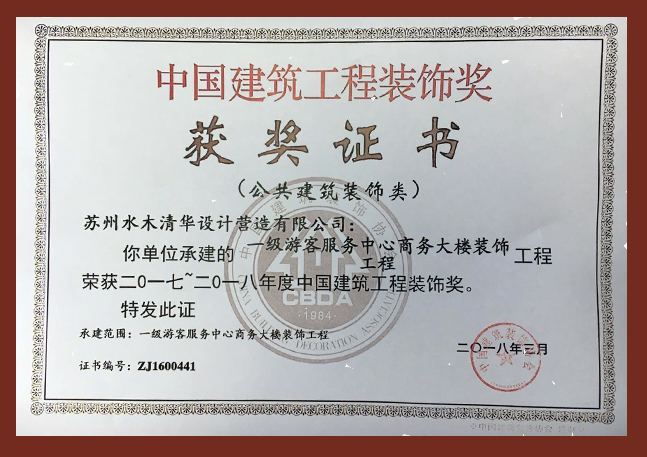 中国建筑工程装饰奖
获奖证书
（公共建筑装饰类）
苏州水木清华设计营造有限公司：
你单位承建的 一级游客服务中心商务大楼装饰工程 工程
荣获二0一七~二0一八年度中国建筑工程装饰奖。
特发此证
承建范围：一级游客服务中心商务大楼装饰工程
二〇一八年三月
证书编号：ZJ1600441
CBDA
·1984·